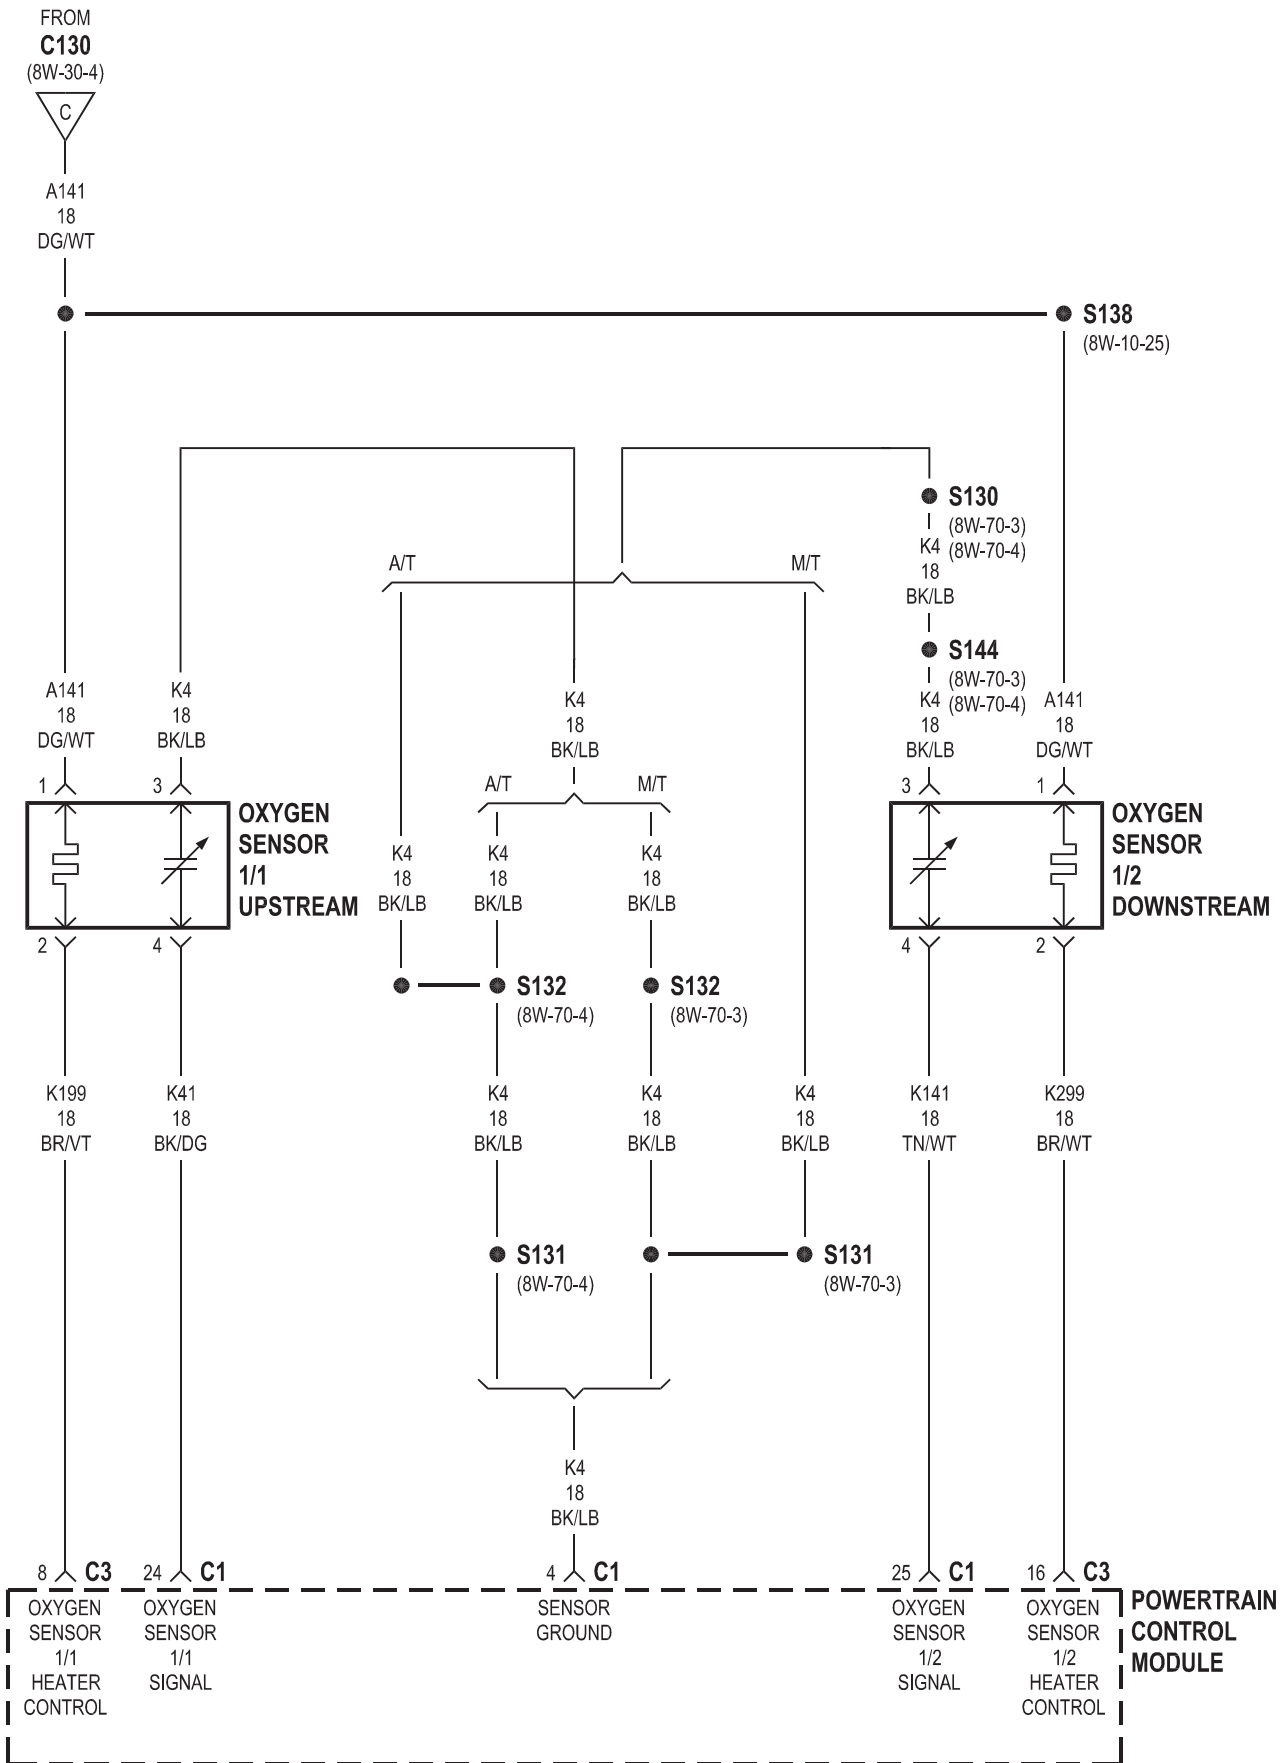 FROM
C130
(8W-30-4)
C
A141
18
DG/WT
S138
(8W-10-25)
S130
(8W-70-3)
(8W-70-4)
K4
18
BK/LB
A/T
M/T
S144
(8W-70-3)
(8W-70-4)
A141
18
DG/WT
K4
18
BK/LB
K4
18
BK/LB
K4
18
BK/LB
A141
18
DG/WT
1
3
A/T
M/T
3
1
OXYGEN
SENSOR
1/1
UPSTREAM
K4
18
BK/LB
K4
18
BK/LB
K4
18
BK/LB
OXYGEN
SENSOR
1/2
DOWNSTREAM
2
4
4
2
S132
(8W-70-4)
S132
(8W-70-3)
K199
18
BR/VT
K41
18
BK/DG
K4
18
BK/LB
K4
18
BK/LB
K4
18
BK/LB
K141
18
TN/WT
K299
18
BR/WT
S131
(8W-70-4)
S131
(8W-70-3)
K4
18
BK/LB
8 C3
24 C1
4 C1
25 C1
16 C3
OXYGEN
SENSOR
1/1
HEATER
CONTROL
OXYGEN
SENSOR
1/1
SIGNAL
SENSOR
GROUND
OXYGEN
SENSOR
1/2
SIGNAL
OXYGEN
SENSOR
1/2
HEATER
CONTROL
POWERTRAIN
CONTROL
MODULE